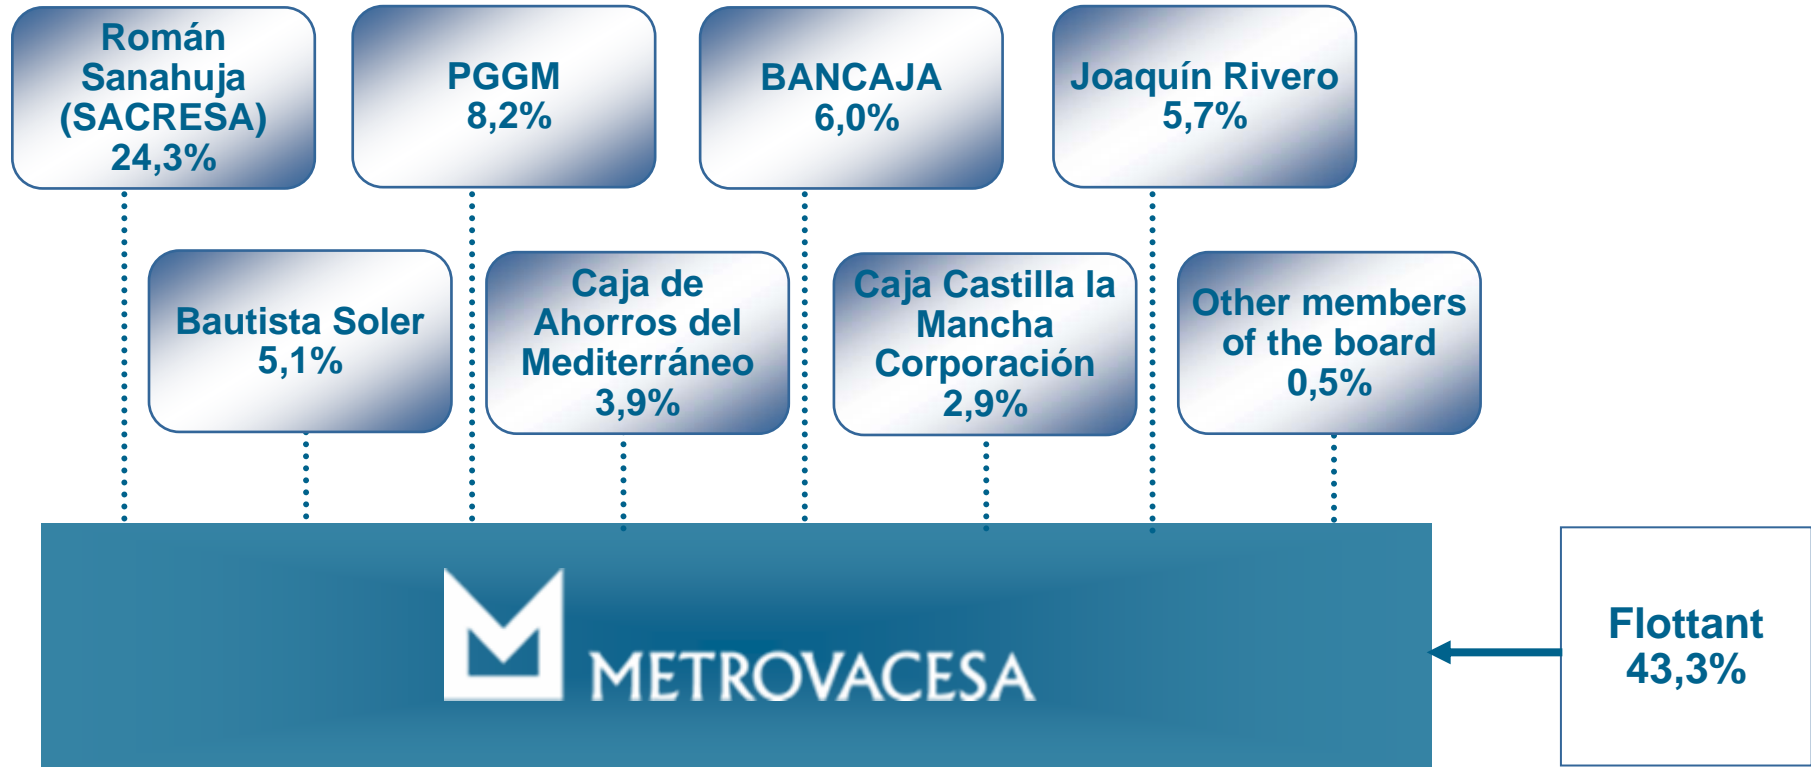 Román
Sanahuja
(SACRESA)
24,3%
PGGM
8,2%
BANCAJA
6,0%
Joaquín Rivero
5,7%
Bautista Soler
5,1%
Caja de
Ahorros del
Mediterráneo
3,9%
Caja Castilla la
Mancha
Corporación
2,9%
Other members
of the board
0,5%
METROVACESA
Flottant
43,3%